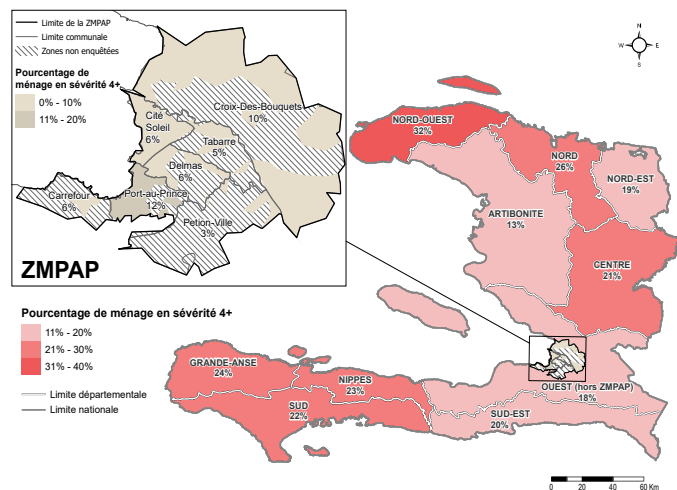 Limite de la ZMPAP
Limite communale
Zones non enquêtées
Pourcentage de
ménage en sévérité 4+
0% - 10%
11% - 20%
Croix-Des-Bouquets
10%
Cité
Soleil
6%
Tabarre
5%
Delmas
6%
Carrefour
6%
Port-au-Prince
12%
Petion-Ville
3%
ZMPAP
N
W
E
S
NORD-OUEST
32%
NORD
26%
NORD-EST
19%
ARTIBONITE
13%
CENTRE
21%
Pourcentage de ménage en sévérité 4+
11% - 20%
21% - 30%
31% - 40%
Limite départementale
Limite nationale
GRANDE-ANSE
24%
NIPPES
23%
SUD
22%
OUEST (hors ZMPAP)
18%
SUD-EST
20%
0 20 40 60 Km